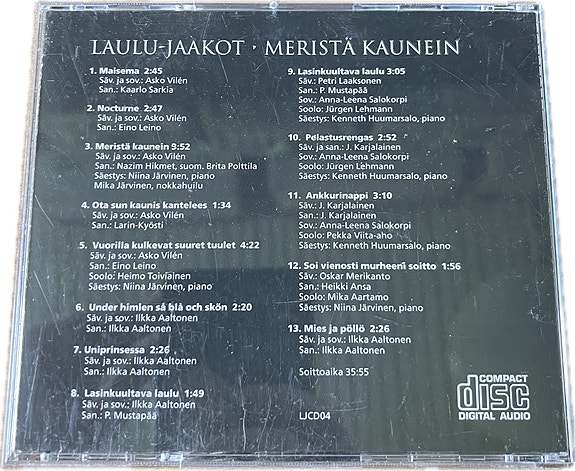 LAULU-JAAKOT · MERISTÄ KAUNEIN
1. Maisema 2:45
Säv. ja sov.: Asko Vilén
San.: Kaarlo Sarkia
2. Nocturne 2:47
Säv. ja sov.: Asko Vilén
San.: Eino Leino
3. Meristä kaunein 9:52
Säv. ja sov.: Asko Vilén
San.: Nazim Hikmet, suom. Brita Polttila
Säestys: Niina Järvinen, piano
Mika Järvinen, nokkahuilu
4. Ota sun kaunis kantelees 1:34
Säv. ja sov.: Asko Vilén
San.: Larin-Kyösti
5. Vuorilla kulkevat suuret tuulet 4:22
Säv. ja sov.: Asko Vilén
San.: Eino Leino
Soolo: Heimo Toiviainen
Säestys: Niina Järvinen, piano
6. Under himlen så blå och skön 2:20
Säv. ja sov.: Ilkka Aaltonen
San.: Ilkka Aaltonen
7. Uniprinsessa 2:26
Säv. ja sov.: Ilkka Aaltonen
San.: Ilkka Aaltonen
8. Lasinkuultava laulu 1:49
Säv. ja sov.: Ilkka Aaltonen
San.: P. Mustapää
9. Lasinkuultava laulu 3:05
Säv.: Petri Laaksonen
San.: P. Mustapää
Sov.: Anna-Leena Salokorpi
Soolo: Jürgen Lehmann
Säestys: Kenneth Huumarsalo, piano
10. Pelastusrengas 2:52
Säv. ja san.: J. Karjalainen
Sov.: Anna-Leena Salokorpi
Soolo: Jürgen Lehmann
Säestys: Kenneth Huumarsalo, piano
11. Ankkurinappi 3:10
Säv.: J. Karjalainen
San.: J. Karjalainen
Sov.: Anna-Leena Salokorpi
Soolo: Pekka Viita-aho
Säestys: Kenneth Huumarsalo, piano
12. Soi vienosti murheeni soitto 1:56
Säv.: Oskar Merikanto
San.: Heikki Ansa
Soolo: Mika Aartamo
Säestys: Niina Järvinen, piano
13. Mies ja pöllö 2:26
Säv. ja sov.: Ilkka Aaltonen
San.: Ilkka Aaltonen
Soittoaika 35:55
LJCD04
COMPACT
disc
DIGITAL AUDIO